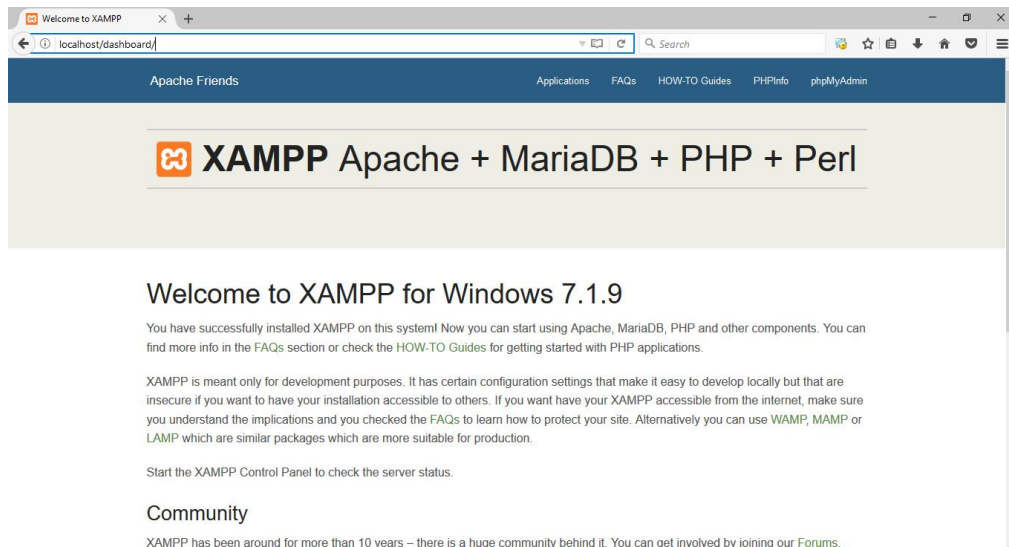 Welcome to XAMPP
localhost/dashboard/
Search
Apache Friends
Applications
FAQs
HOW-TO Guides
PHPInfo
phpMyAdmin
XAMPP Apache + MariaDB + PHP + Perl
Welcome to XAMPP for Windows 7.1.9
You have successfully installed XAMPP on this system! Now you can start using Apache, MariaDB, PHP and other components. You can
find more info in the FAQs section or check the HOW-TO Guides for getting started with PHP applications.
XAMPP is meant only for development purposes. It has certain configuration settings that make it easy to develop locally but that are
insecure if you want to have your installation accessible to others. If you want have your XAMPP accessible from the internet, make sure
you understand the implications and you checked the FAQs to learn how to protect your site. Alternatively you can use WAMP, MAMP or
LAMP which are similar packages which are more suitable for production.
Start the XAMPP Control Panel to check the server status.
Community
XAMPP has been around for more than 10 years – there is a huge community behind it. You can get involved by joining our Forums,